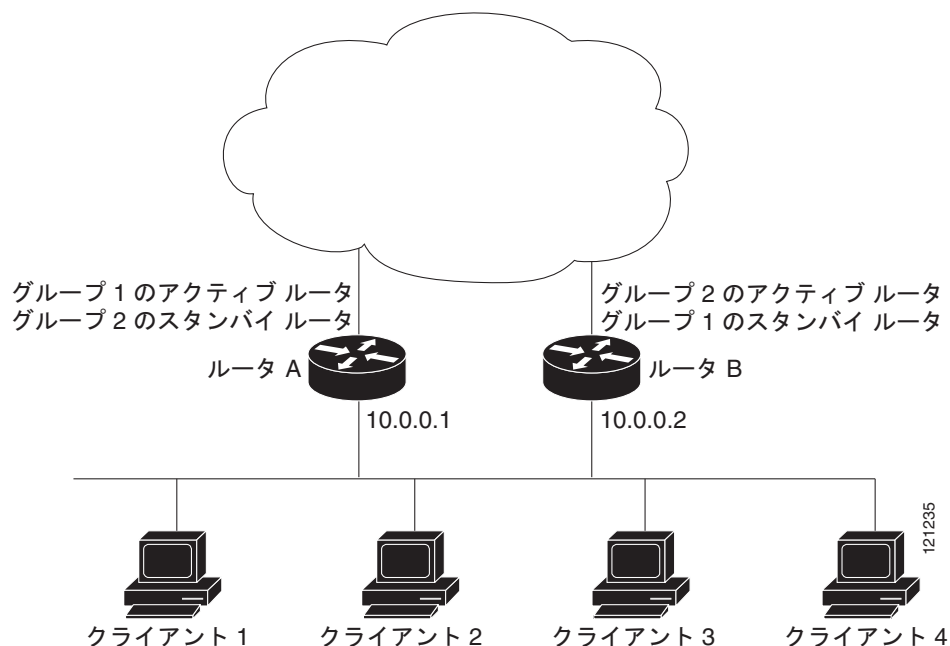 グループ 1 のアクティブ ルータ
グループ 2 のスタンバイ ルータ
グループ 2 のアクティブ ルータ
グループ 1 のスタンバイ ルータ
ルータ A
ルータ B
10.0.0.1
10.0.0.2
121235
クライアント 1
クライアント 2
クライアント 3
クライアント 4